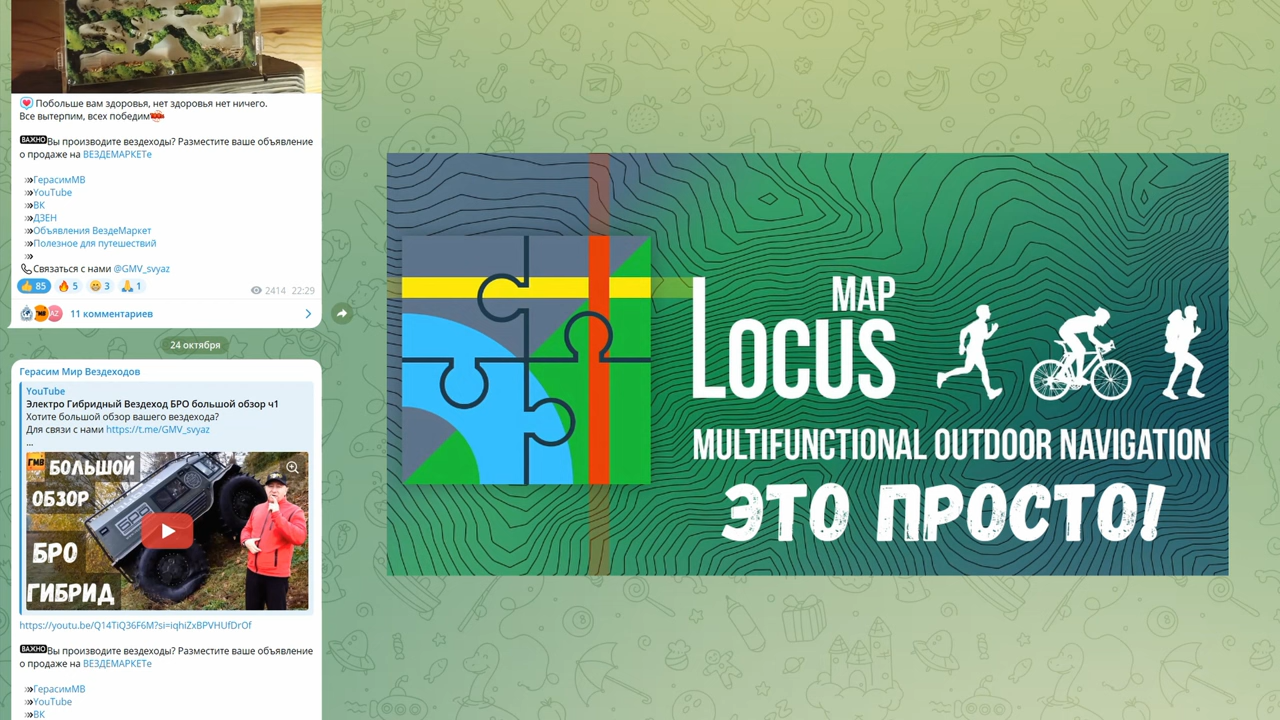 Побольше вам здоровья, нет здоровья нет ничего.
Все вытерпим, всех победим
ВАЖНО Вы производите вездеходы? Разместите ваше объявление
о продаже на ВЕЗДЕМАРКЕТе
»ГерасимМВ
»YouTube
»ВК
»ДЗЕН
»Объявления ВездеМаркет
»Полезное для путешествий
»
Связаться с нами @GMV_svyaz
85 5 3 1 2414 22:29
11 комментариев
24 октября
Герасим Мир Вездеходов
YouTube
Электро Гибридный Вездеход БРО большой обзор ч1
Хотите большой обзор вашего вездехода?
Для связи с нами https://t.me/GMV_svyaz
...
ГМВ БОЛЬШОЙ
ОБЗОР
БРО
ГИБРИД
https://youtu.be/Q14TiQ36F6M?si=iqhiZxBPVHUfDrOf
ВАЖНО Вы производите вездеходы? Разместите ваше объявление
о продаже на ВЕЗДЕМАРКЕТе
»ГерасимМВ
»YouTube
»ВК
MAP
LOCUS
MULTIFUNCTIONAL OUTDOOR NAVIGATION
ЭТО ПРОСТО!